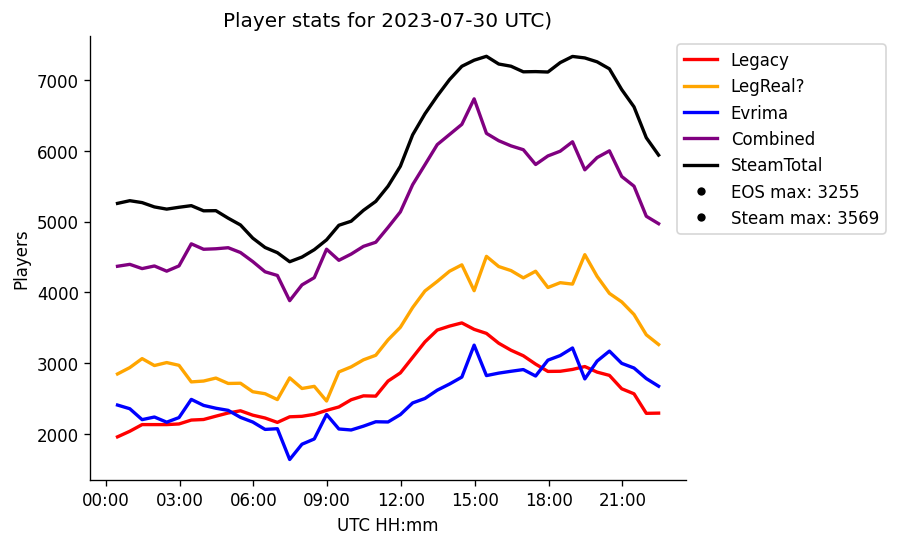 Player stats for 2023-07-30 UTC)
Legacy
LegReal?
Evrima
Combined
SteamTotal
EOS max: 3255
Steam max: 3569
7000
6000
5000
4000
3000
2000
Players
00:00 03:00 06:00 09:00 12:00 15:00 18:00 21:00
UTC HH:mm